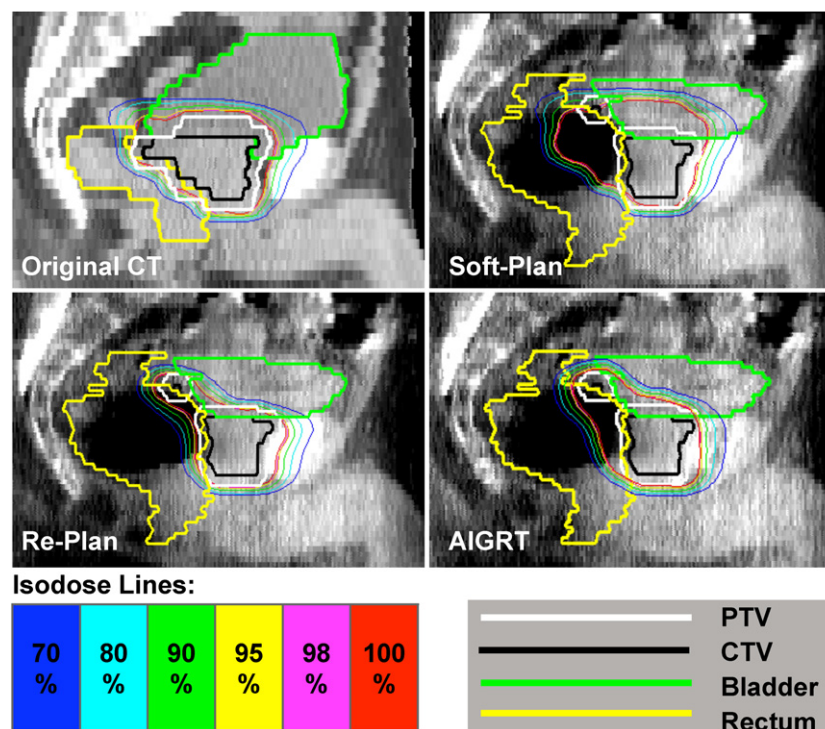 Original CT
Soft-Plan
Re-Plan
AIGRT
Isodose Lines:
70 80 90 95 98 100
% % % % % %
PTV
CTV
Bladder
Rectum